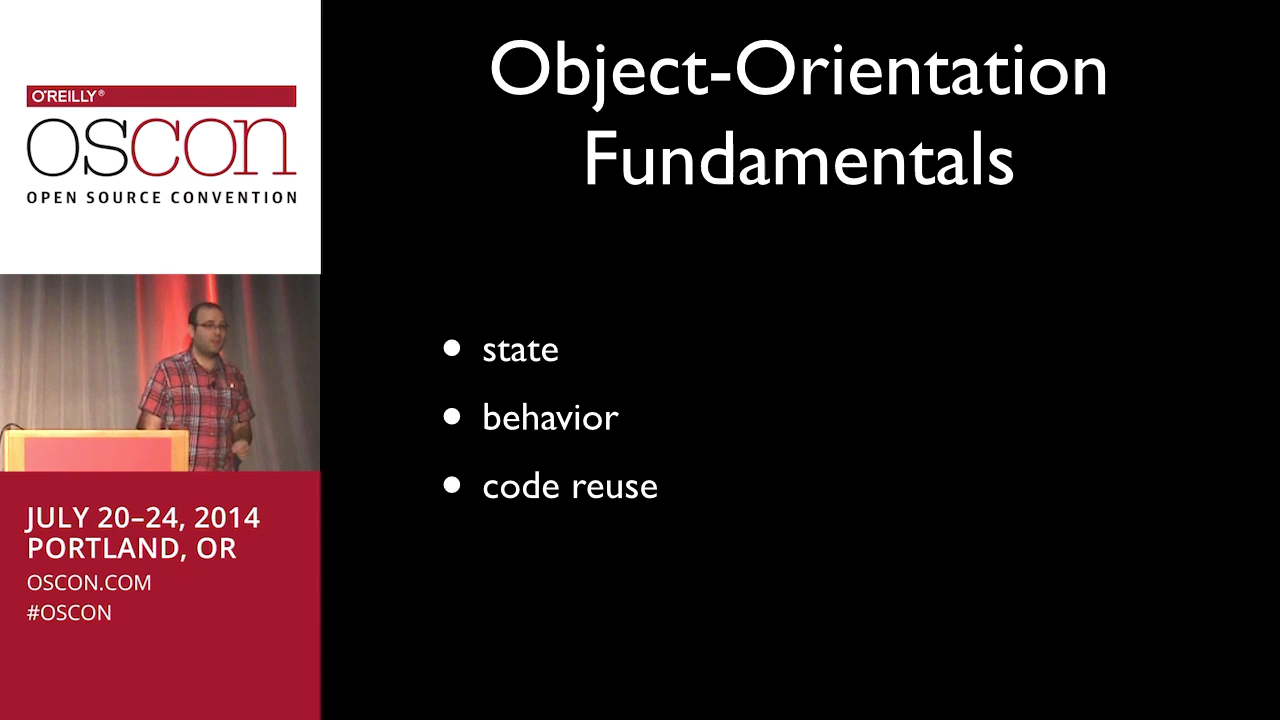 O'REILLY®
OSCON
OPEN SOURCE CONVENTION
JULY 20–24, 2014
PORTLAND, OR
OSCON.COM
#OSCON
Object-Orientation
Fundamentals
• state
• behavior
• code reuse